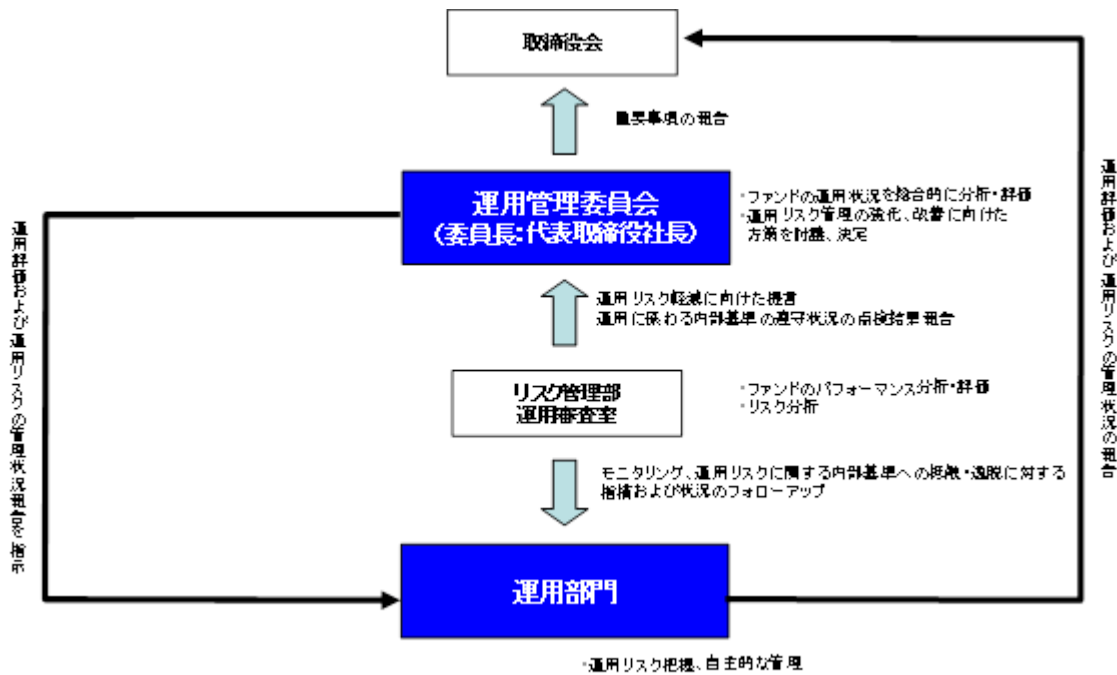 取締役会
重要事項の報告
運用管理委員会
(委員長:代表取締役社長)
・ファンドの運用状況を総合的に分析・評価
・運用リスク管理の強化、改善に向けた
方策を討議、決定
運用リスク軽減に向けた提言
運用に係わる内部基準の遵守状況の点検結果報告
リスク管理部
運用審査室
・ファンドのパフォーマンス分析・評価
・リスク分析
モニタリング、運用リスクに関する内部基準への抵触・逸脱に対する
指摘および状況のフォローアップ
運用部門
・運用リスク把握、自主的な管理
運用評価および運用リスクの管理状況報告を指示
運用評価および運用リスクの管理状況の報告